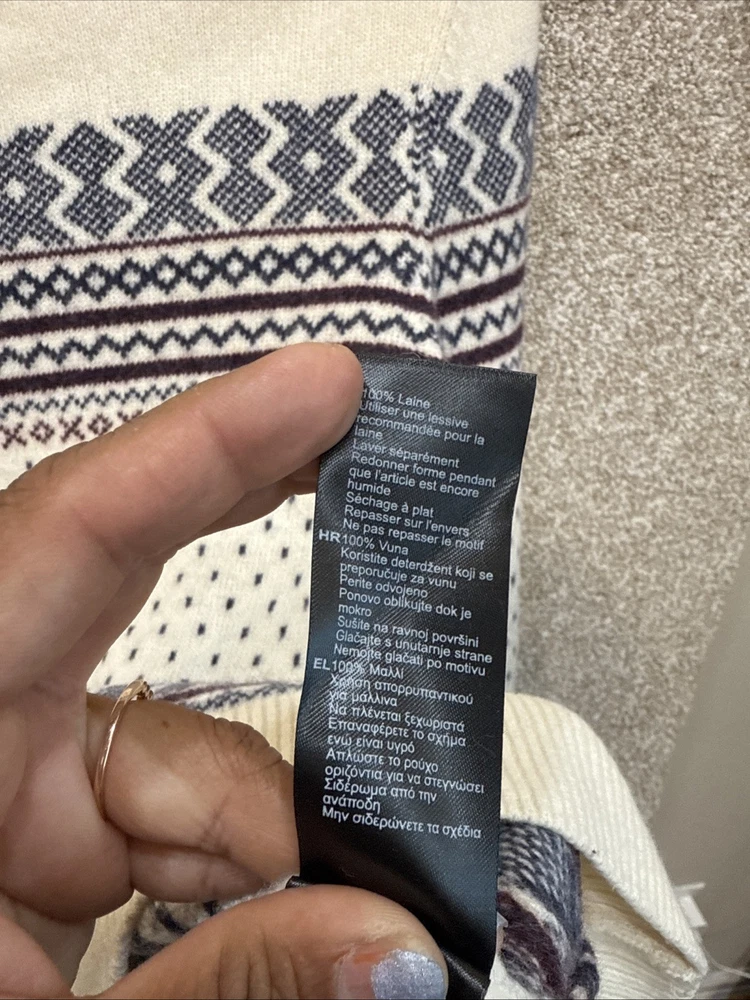 100% Laine
Utiliser une lessive
recommandée pour la
laine
Laver séparément
Redonner forme pendant
que l'article est encore
humide
Séchage à plat
Repasser sur l'envers
Ne pas repasser le motif
HR 100% Vuna
Koristite deterdžent koji se
preporučuje za vunu
Perite odvojeno
Ponovo oblikujte dok je
mokro
Sušite na ravnoj površini
Glačajte s unutarnje strane
Nemojte glačati po motivu
EL 100% Μαλλί
Χρήση απορρυπαντικού
για μάλλινα
Να πλένεται ξεχωριστά
Επαναφέρετε το σχήμα
ενώ είναι υγρό
Απλώστε το ρούχο
οριζόντια για να στεγνώσει
Σιδέρωμα από την
ανάποδη
Μην σιδερώνετε τα σχέδια